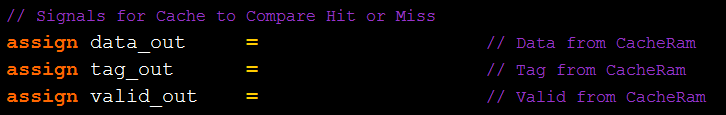 // Signals for Cache to Compare Hit or Miss
assign data_out = // Data from CacheRam
assign tag_out = // Tag from CacheRam
assign valid_out = // Valid from CacheRam